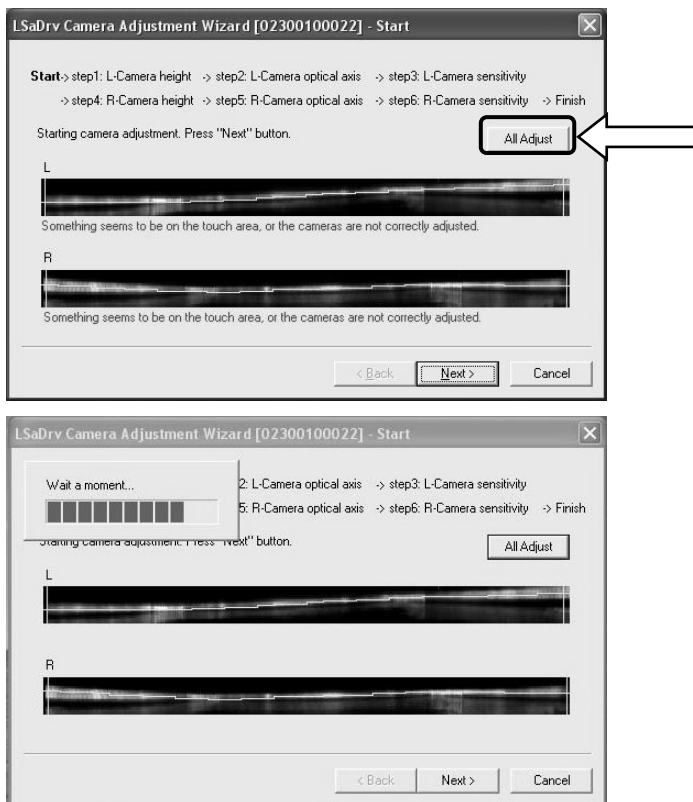 LSaDrv Camera Adjustment Wizard [02300100022] - Start
Start-> step1: L-Camera height -> step2: L-Camera optical axis -> step3: L-Camera sensitivity
-> step4: R-Camera height -> step5: R-Camera optical axis -> step6: R-Camera sensitivity -> Finish
Starting camera adjustment. Press "Next" button.
All Adjust
L
Something seems to be on the touch area, or the cameras are not correctly adjusted.
R
Something seems to be on the touch area, or the cameras are not correctly adjusted.
< Back Next > Cancel
LSaDrv Camera Adjustment Wizard [02300100022] - Start
Wait a moment...
2: L-Camera optical axis -> step3: L-Camera sensitivity
5: R-Camera optical axis -> step6: R-Camera sensitivity -> Finish
Starting camera adjustment. Press "Next" button.
All Adjust
L
R
< Back Next > Cancel